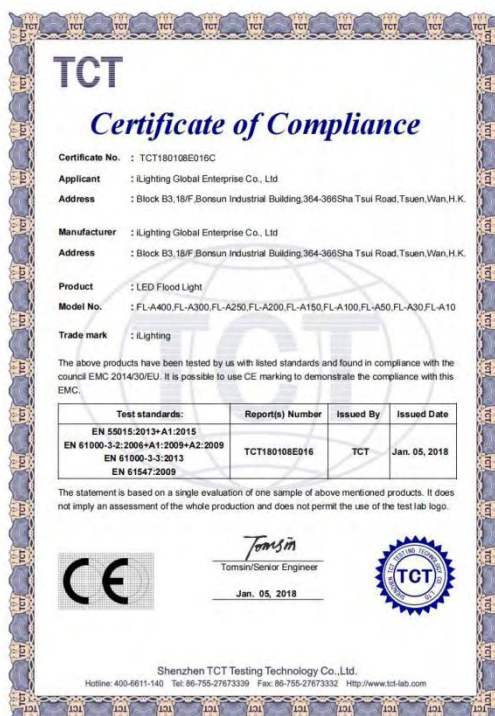 TCT
Certificate of Compliance
Certificate No. : TCT180108E016C
Applicant : iLighting Global Enterprise Co., Ltd
Address : Block B3,18/F,Bonsun Industrial Building,364-366Sha Tsui Road,Tsuen,Wan,H.K.
Manufacturer : iLighting Global Enterprise Co., Ltd
Address : Block B3,18/F,Bonsun Industrial Building,364-366Sha Tsui Road,Tsuen,Wan,H.K.
Product : LED Flood Light
Model No. : FL-A400,FL-A300,FL-A250,FL-A200,FL-A150,FL-A100,FL-A50,FL-A30,FL-A10
Trade mark : iLighting
The above products have been tested by us with listed standards and found in compliance with the
council EMC 2014/30/EU. It is possible to use CE marking to demonstrate the compliance with this
EMC.
Test standards: Report(s) Number Issued By Issued Date
EN 55015:2013+A1:2015
EN 61000-3-2:2006+A1:2009+A2:2009
EN 61000-3-3:2013
EN 61547:2009
TCT180108E016 TCT Jan. 05, 2018
The statement is based on a single evaluation of one sample of above mentioned products. It does
not imply an assessment of the whole production and does not permit the use of the test lab logo.
CE
Tomsin
Tomsin/Senior Engineer
Jan. 05, 2018
SHENZHEN TCT TESTING TECHNOLOGY CO., LTD
TCT
Shenzhen TCT Testing Technology Co.,Ltd.
Hotline: 400-6611-140 Tel: 86-755-27673339 Fax: 86-755-27673332 Http://www.tct-lab.com